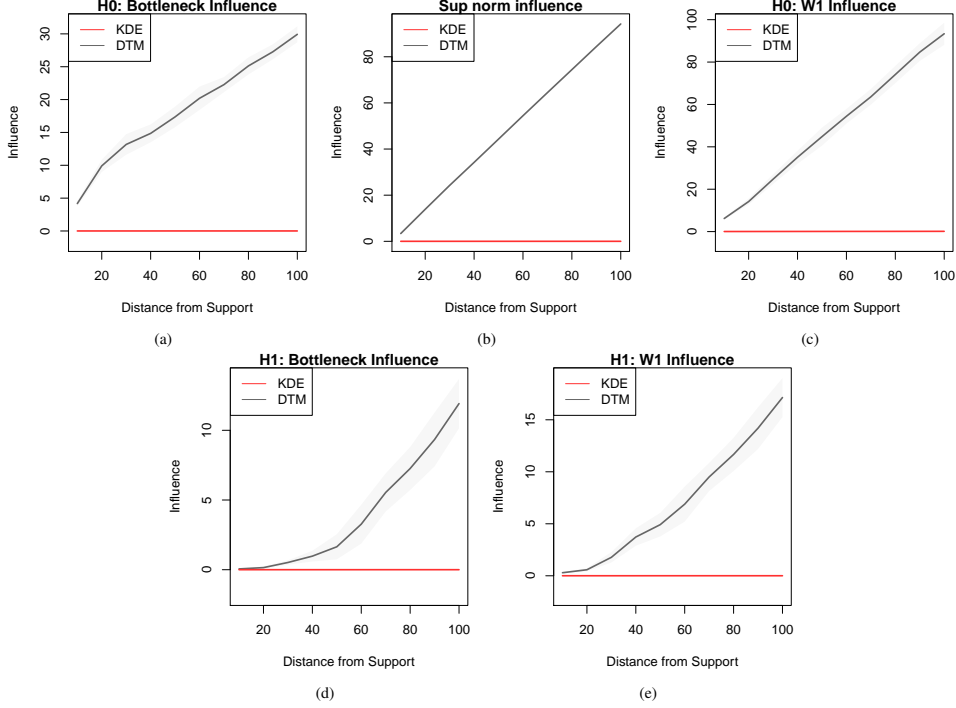 H0: Bottleneck Influence
KDE
DTM
Influence
0
5
10
15
20
25
30
20
40
60
80
100
Distance from Support
(a)
Sup norm influence
KDE
DTM
Influence
0
20
40
60
80
20
40
60
80
100
Distance from Support
(b)
H0: W1 Influence
KDE
DTM
Influence
0
20
40
60
80
100
20
40
60
80
100
Distance from Support
(c)
H1: Bottleneck Influence
KDE
DTM
Influence
0
5
10
20
40
60
80
100
Distance from Support
(d)
H1: W1 Influence
KDE
DTM
Influence
0
5
10
15
20
40
60
80
100
Distance from Support
(e)